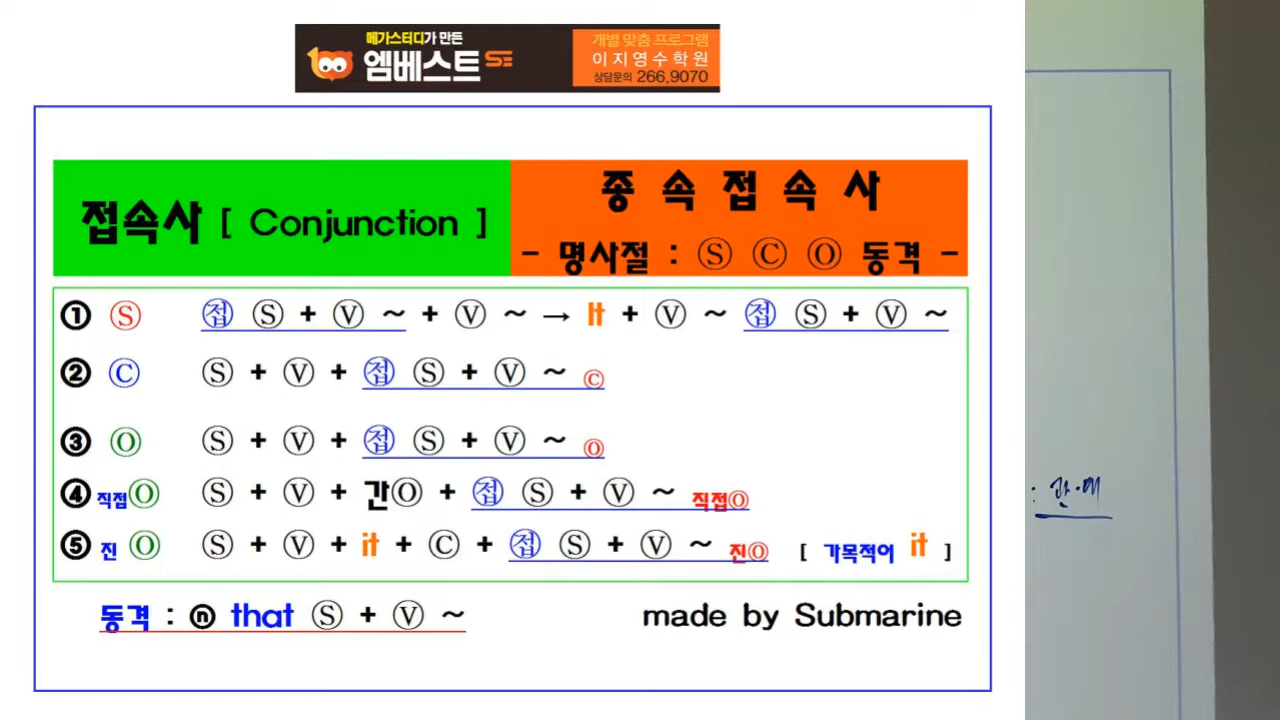 메가스터디가 만든
엠베스트 SE
개별 맞춤 프로그램
이지영수학원
상담문의 266.9070
접속사 [ Conjunction ]
종 속 접 속 사
- 명사절 : Ⓢ Ⓒ Ⓞ 동격 -
① Ⓢ ㉠접 Ⓢ + Ⓥ ~ + Ⓥ ~ → It + Ⓥ ~ 접 Ⓢ + Ⓥ ~
② Ⓒ Ⓢ + Ⓥ + 접 Ⓢ + Ⓥ ~ Ⓒ
③ Ⓞ Ⓢ + Ⓥ + 접 Ⓢ + Ⓥ ~ Ⓞ
④ 직접Ⓞ Ⓢ + Ⓥ + 간Ⓞ + 접 Ⓢ + Ⓥ ~ 직접Ⓞ
⑤ 진 Ⓞ Ⓢ + Ⓥ + it + Ⓒ + 접 Ⓢ + Ⓥ ~ 진Ⓞ [ 가목적어 it ]
동격 : ⓝ that Ⓢ + Ⓥ ~
made by Submarine